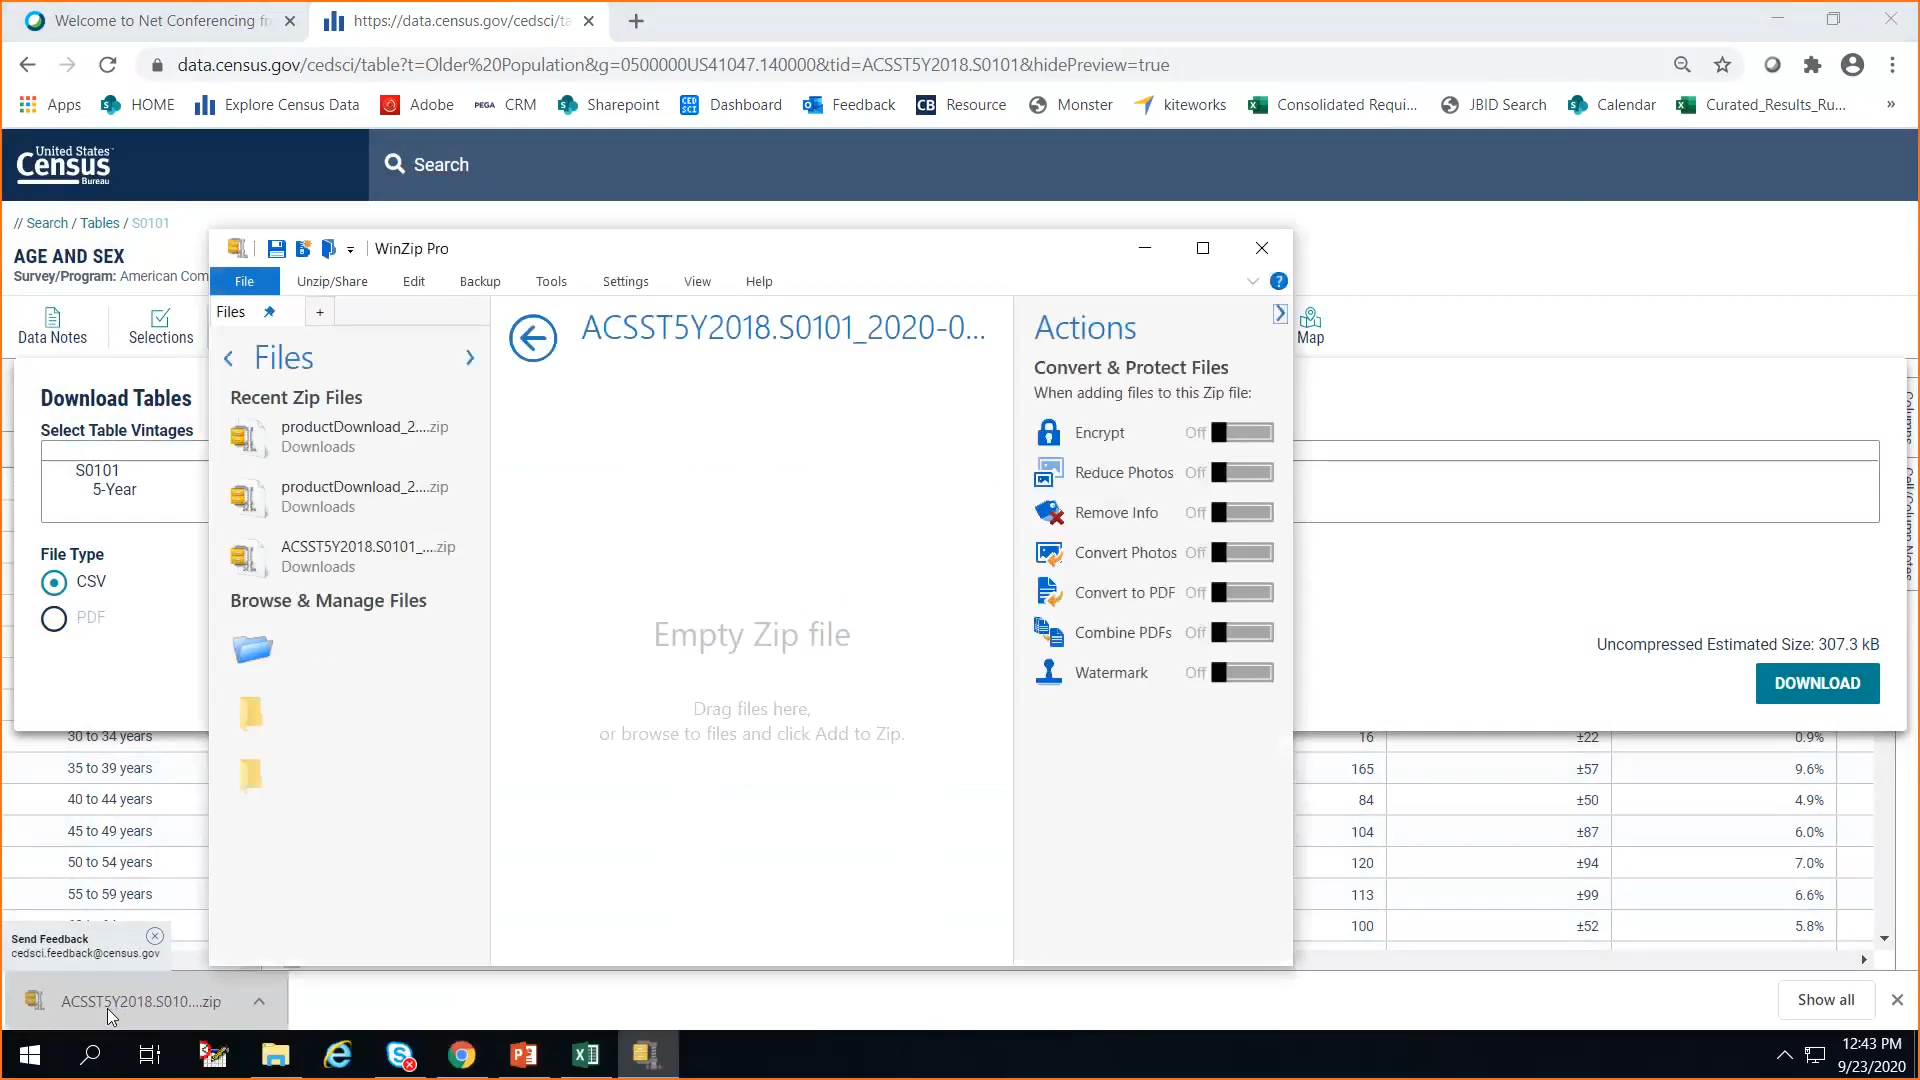 Welcome to Net Conferencing fr
https://data.census.gov/cedsci/ta
data.census.gov/cedsci/table?t=Older%20Population&g=0500000US41047.140000&tid=ACSST5Y2018.S0101&hidePreview=true
Apps
HOME
Explore Census Data
Adobe
PEGA CRM
Sharepoint
CED SCI Dashboard
Feedback
CB Resource
Monster
kiteworks
Consolidated Requi...
JBID Search
Calendar
Curated_Results_Ru...
»
United States
Census
Bureau
Search
// Search / Tables / S0101
AGE AND SEX
Survey/Program: American Com
Data Notes
Selections
Map
Download Tables
Select Table Vintages
S0101
5-Year
File Type
CSV
PDF
WinZip Pro
File
Unzip/Share
Edit
Backup
Tools
Settings
View
Help
Files
+
Files
Recent Zip Files
productDownload_2....zip
Downloads
productDownload_2....zip
Downloads
ACSST5Y2018.S0101_....zip
Downloads
Browse & Manage Files
ACSST5Y2018.S0101_2020-0...
Empty Zip file
Drag files here,
or browse to files and click Add to Zip.
Actions
Convert & Protect Files
When adding files to this Zip file:
Encrypt Off
Reduce Photos Off
Remove Info Off
Convert Photos Off
Convert to PDF Off
Combine PDFs Off
Watermark Off
Columns
Cell/Column Notes
Uncompressed Estimated Size: 307.3 kB
DOWNLOAD
30 to 34 years 16 ±22 0.9%
35 to 39 years 165 ±57 9.6%
40 to 44 years 84 ±50 4.9%
45 to 49 years 104 ±87 6.0%
50 to 54 years 120 ±94 7.0%
55 to 59 years 113 ±99 6.6%
100 ±52 5.8%
Send Feedback
cedsci.feedback@census.gov
ACSST5Y2018.S010....zip
Show all
12:43 PM
9/23/2020